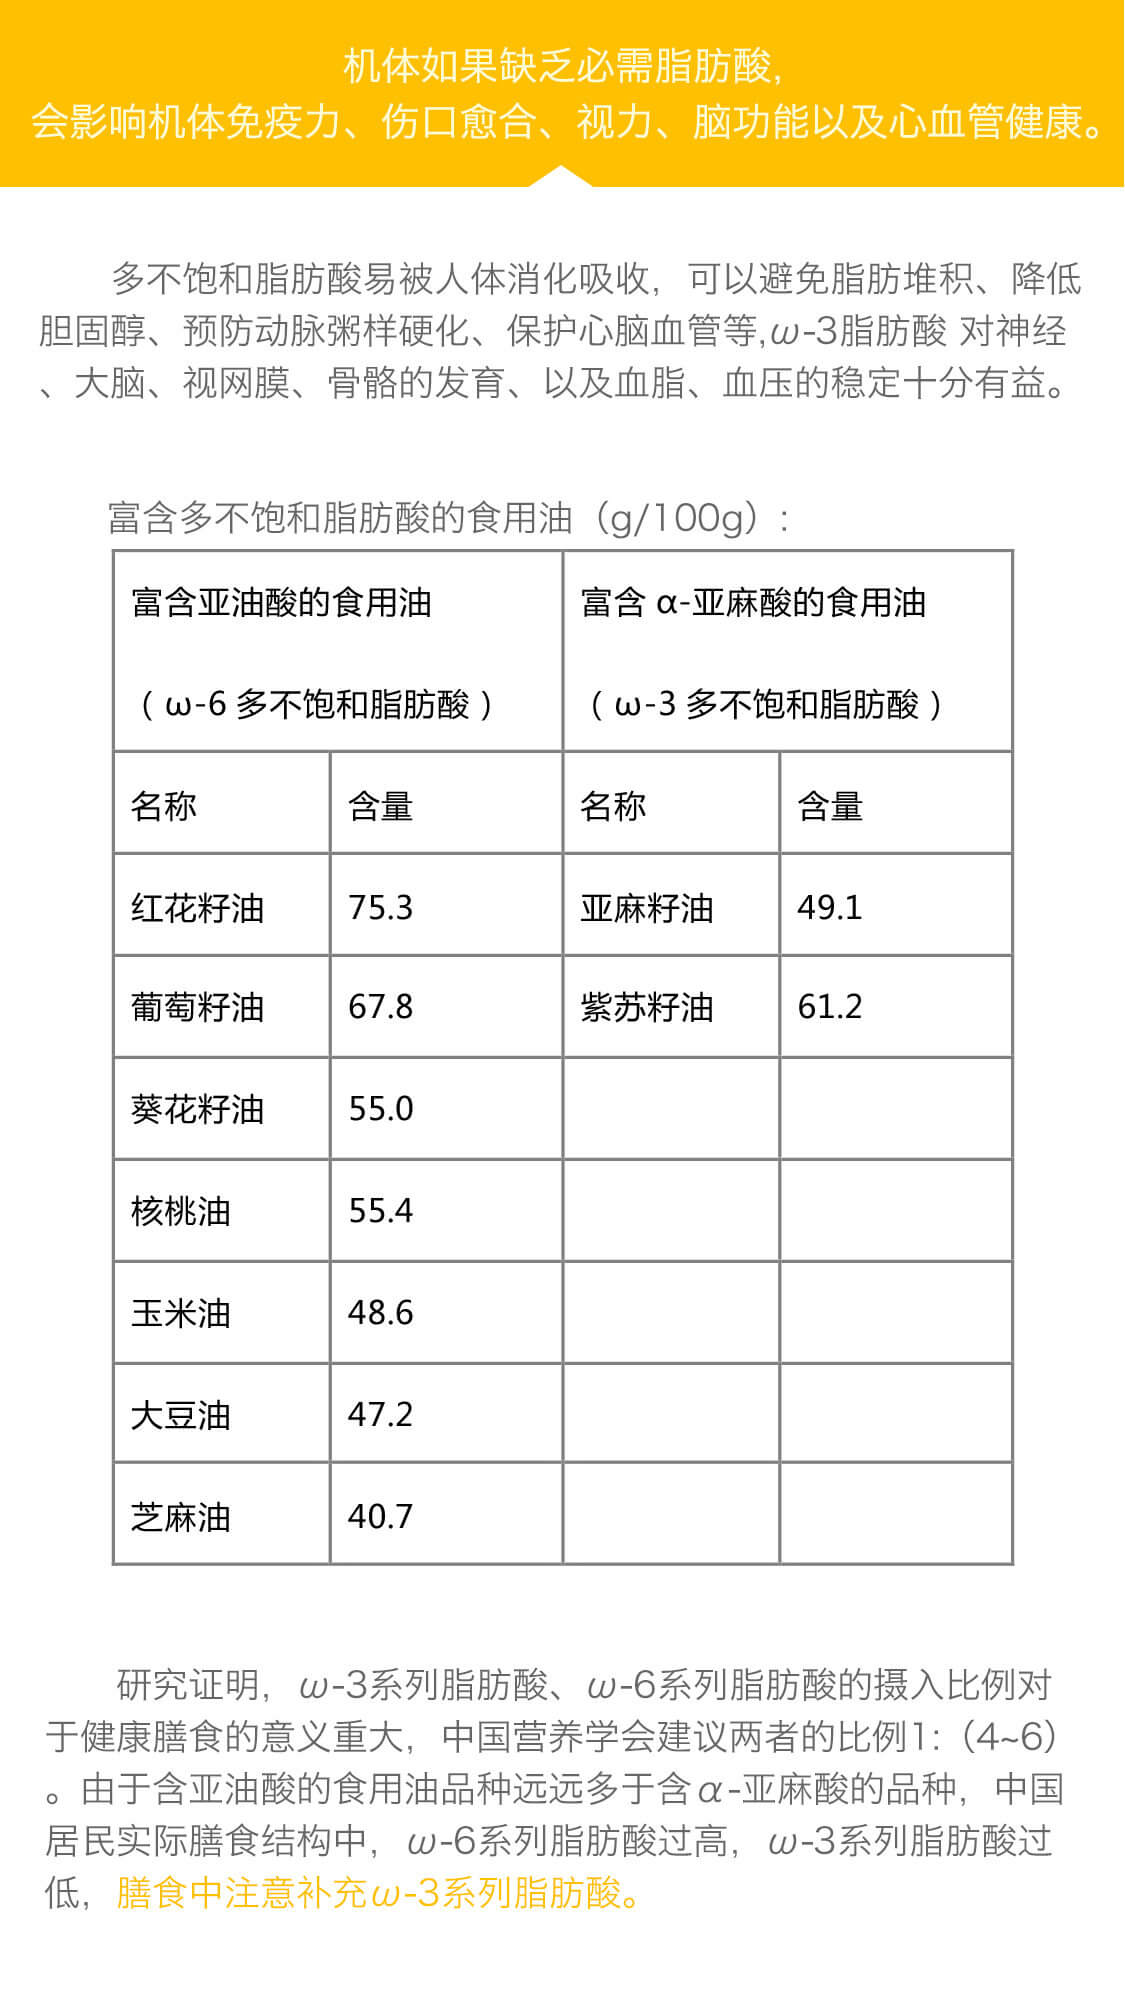 机体如果缺乏必需脂肪酸,
会影响机体免疫力、伤口愈合、视力、脑功能以及心血管健康。
多不饱和脂肪酸易被人体消化吸收，可以避免脂肪堆积、降低
胆固醇、预防动脉粥样硬化、保护心脑血管等,ω-3脂肪酸 对神经
、大脑、视网膜、骨骼的发育、以及血脂、血压的稳定十分有益。
富含多不饱和脂肪酸的食用油（g/100g）:
富含亚油酸的食用油 富含 α-亚麻酸的食用油
（ω-6 多不饱和脂肪酸） （ω-3 多不饱和脂肪酸）
名称 含量 名称 含量
红花籽油 75.3 亚麻籽油 49.1
葡萄籽油 67.8 紫苏籽油 61.2
葵花籽油 55.0
核桃油 55.4
玉米油 48.6
大豆油 47.2
芝麻油 40.7
研究证明，ω-3系列脂肪酸、ω-6系列脂肪酸的摄入比例对
于健康膳食的意义重大，中国营养学会建议两者的比例1:（4~6）
。由于含亚油酸的食用油品种远远多于含α-亚麻酸的品种，中国
居民实际膳食结构中，ω-6系列脂肪酸过高，ω-3系列脂肪酸过
低，膳食中注意补充ω-3系列脂肪酸。